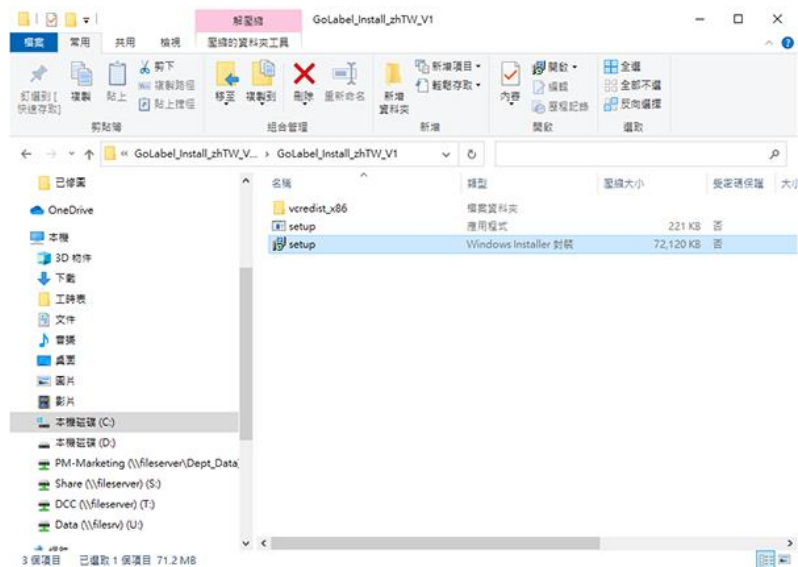 解壓縮
GoLabel_Install_zhTW_V1
檔案
常用
共用
檢視
壓縮的資料夾工具
釘選到 [
快速存取]
複製
貼上
剪下
複製路徑
貼上捷徑
剪貼簿
移至
複製到
刪除
重新命名
組合管理
新增
資料夾
新增項目
輕鬆存取
新增
內容
開啟
編輯
歷程記錄
開啟
全選
全部不選
反向選擇
選取
« GoLabel_Install_zhTW_V... › GoLabel_Install_zhTW_V1
名稱
類型
壓縮大小
受密碼保護
大小
已修圖
OneDrive
本機
3D 物件
下載
工時表
文件
音樂
桌面
圖片
影片
本機磁碟 (C:)
本機磁碟 (D:)
PM-Marketing (\\fileserver\Dept_Data)
Share (\\fileserver) (S:)
DCC (\\fileserver) (T:)
Data (\\filesrv) (U:)
vcredist_x86 檔案資料夾
setup 應用程式 221 KB 否
setup Windows Installer 封裝 72,120 KB 否
3 個項目 已選取 1 個項目 71.2 MB